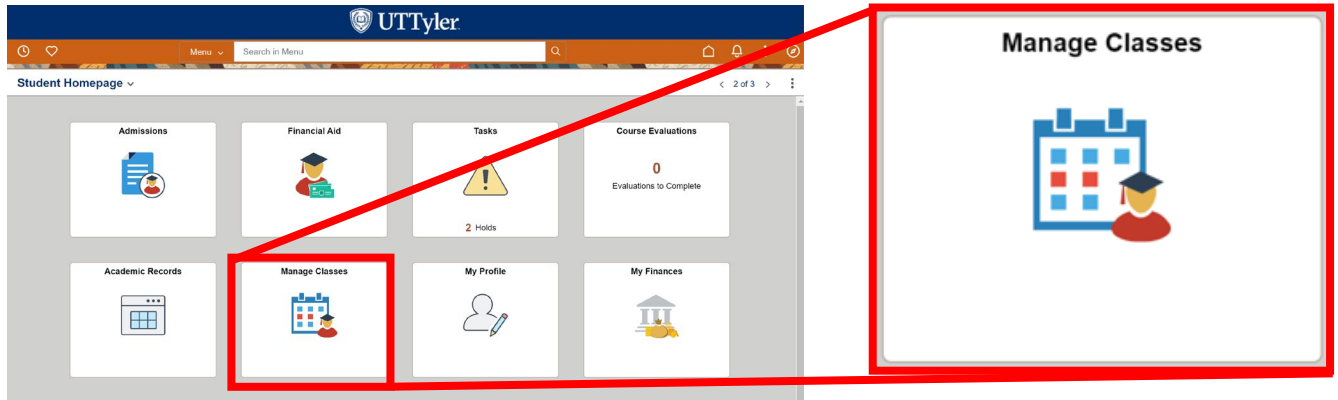 UTTyler
Menu
Search in Menu
Student Homepage
2 of 3
Admissions
Financial Aid
Tasks
Course Evaluations
0
Evaluations to Complete
2 Holds
Academic Records
Manage Classes
My Profile
My Finances
Manage Classes